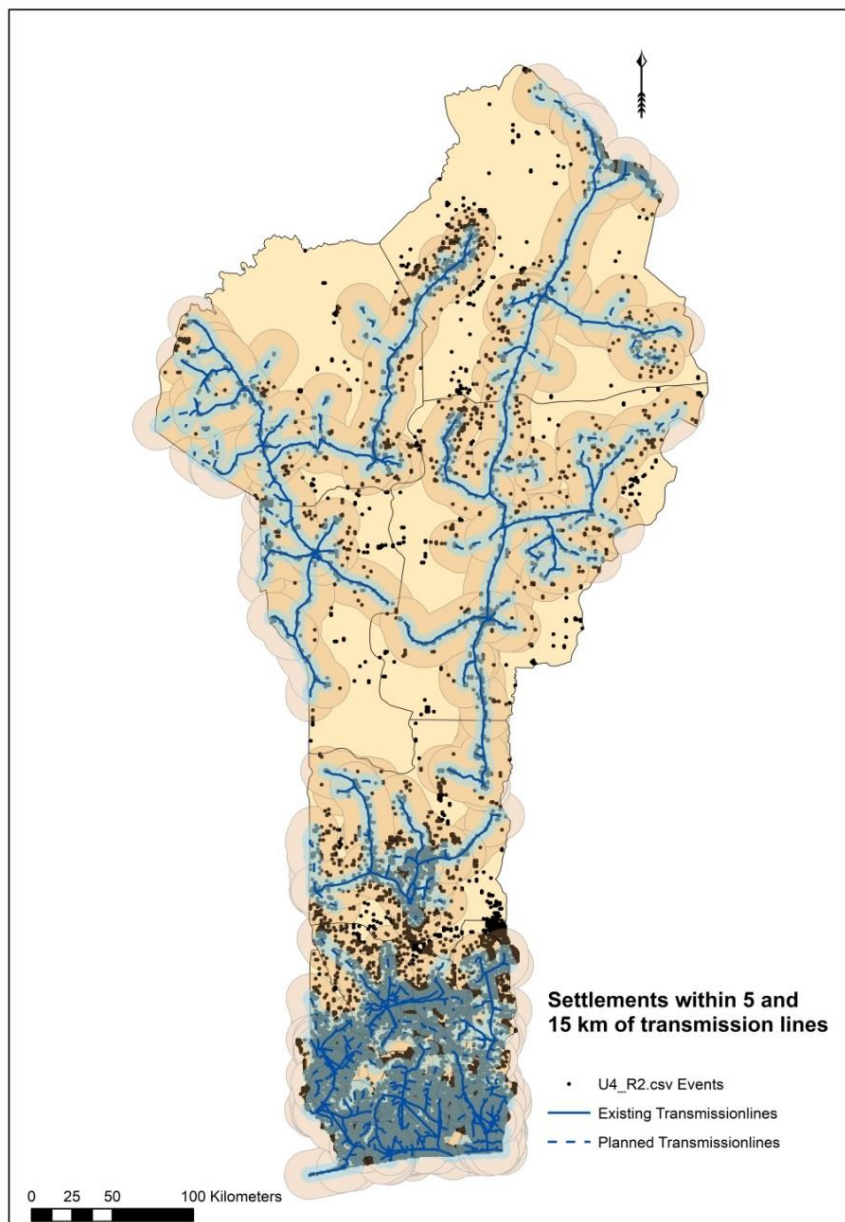 Settlements within 5 and
15 km of transmission lines
U4_R2.csv Events
Existing Transmissionlines
Planned Transmissionlines
0 25 50 100 Kilometers